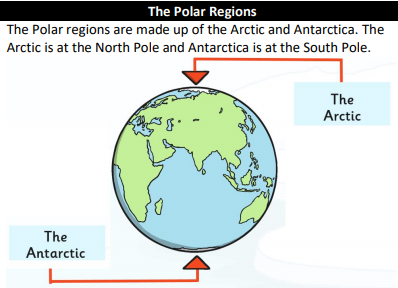 The Polar Regions
The Polar regions are made up of the Arctic and Antarctica. The
Arctic is at the North Pole and Antarctica is at the South Pole.
The
Arctic
The
Antarctic